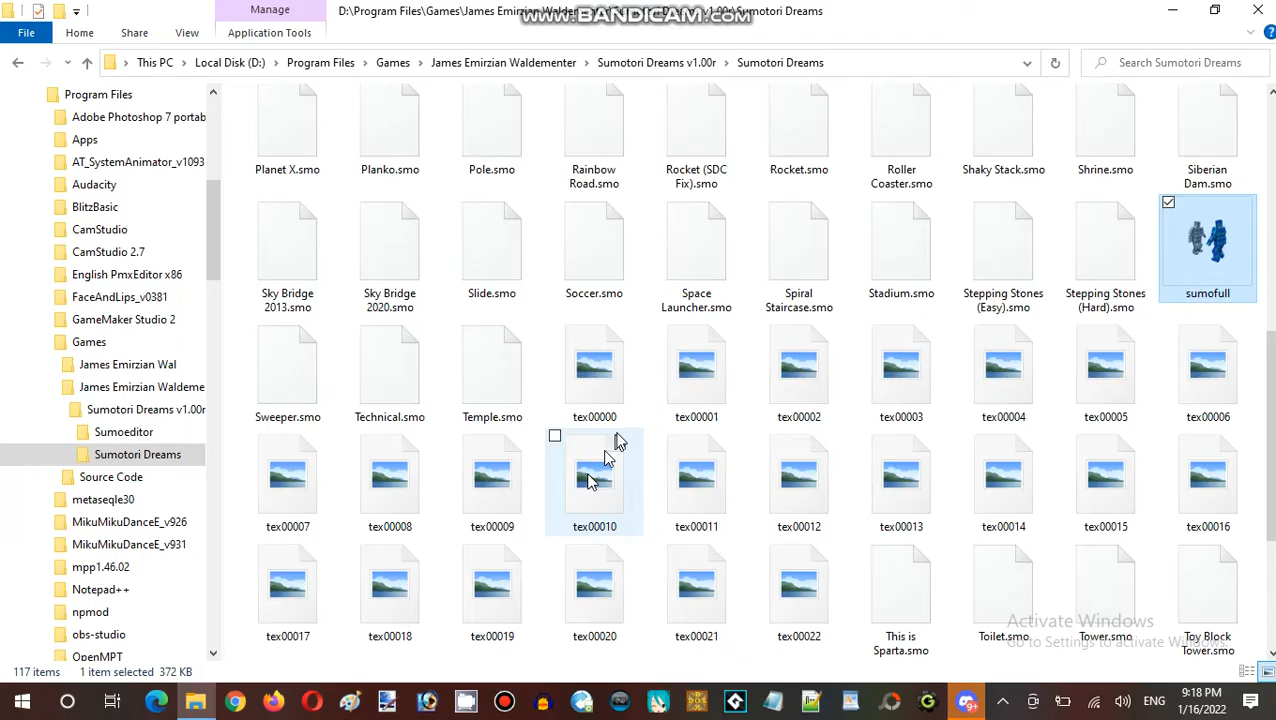 Manage
D:\Program Files\Games\James Emirzian Waldementer\Sumotori Dreams v1.00r\Sumotori Dreams
www.BANDICAM.com
File
Home
Share
View
Application Tools
This PC
Local Disk (D:)
Program Files
Games
James Emirzian Waldementer
Sumotori Dreams v1.00r
Sumotori Dreams
Search Sumotori Dreams
Program Files
Adobe Photoshop 7 portab
Apps
AT_SystemAnimator_v1093
Audacity
BlitzBasic
CamStudio
CamStudio 2.7
English PmxEditor x86
FaceAndLips_v0381
GameMaker Studio 2
Games
James Emirzian Wal
James Emirzian Waldeme
Sumotori Dreams v1.00r
Sumoeditor
Sumotori Dreams
Source Code
metaseqle30
MikuMikuDanceE_v926
MikuMikuDanceE_v931
mpp1.46.02
Notepad++
npmod
obs-studio
OpenMPT
Planet X.smo
Planko.smo
Pole.smo
Rainbow
Road.smo
Rocket (SDC
Fix).smo
Rocket.smo
Roller
Coaster.smo
Shaky Stack.smo
Shrine.smo
Siberian
Dam.smo
Sky Bridge
2013.smo
Sky Bridge
2020.smo
Slide.smo
Soccer.smo
Space
Launcher.smo
Spiral
Staircase.smo
Stadium.smo
Stepping Stones
(Easy).smo
Stepping Stones
(Hard).smo
sumofull
Sweeper.smo
Technical.smo
Temple.smo
tex00000
tex00001
tex00002
tex00003
tex00004
tex00005
tex00006
tex00007
tex00008
tex00009
tex00010
tex00011
tex00012
tex00013
tex00014
tex00015
tex00016
tex00017
tex00018
tex00019
tex00020
tex00021
tex00022
This is
Sparta.smo
Toilet.smo
Tower.smo
Toy Block
Tower.smo
Activate Windows
Go to Settings to activate Windows.
117 items
1 item selected 372 KB
9+
ENG
9:18 PM
1/16/2022